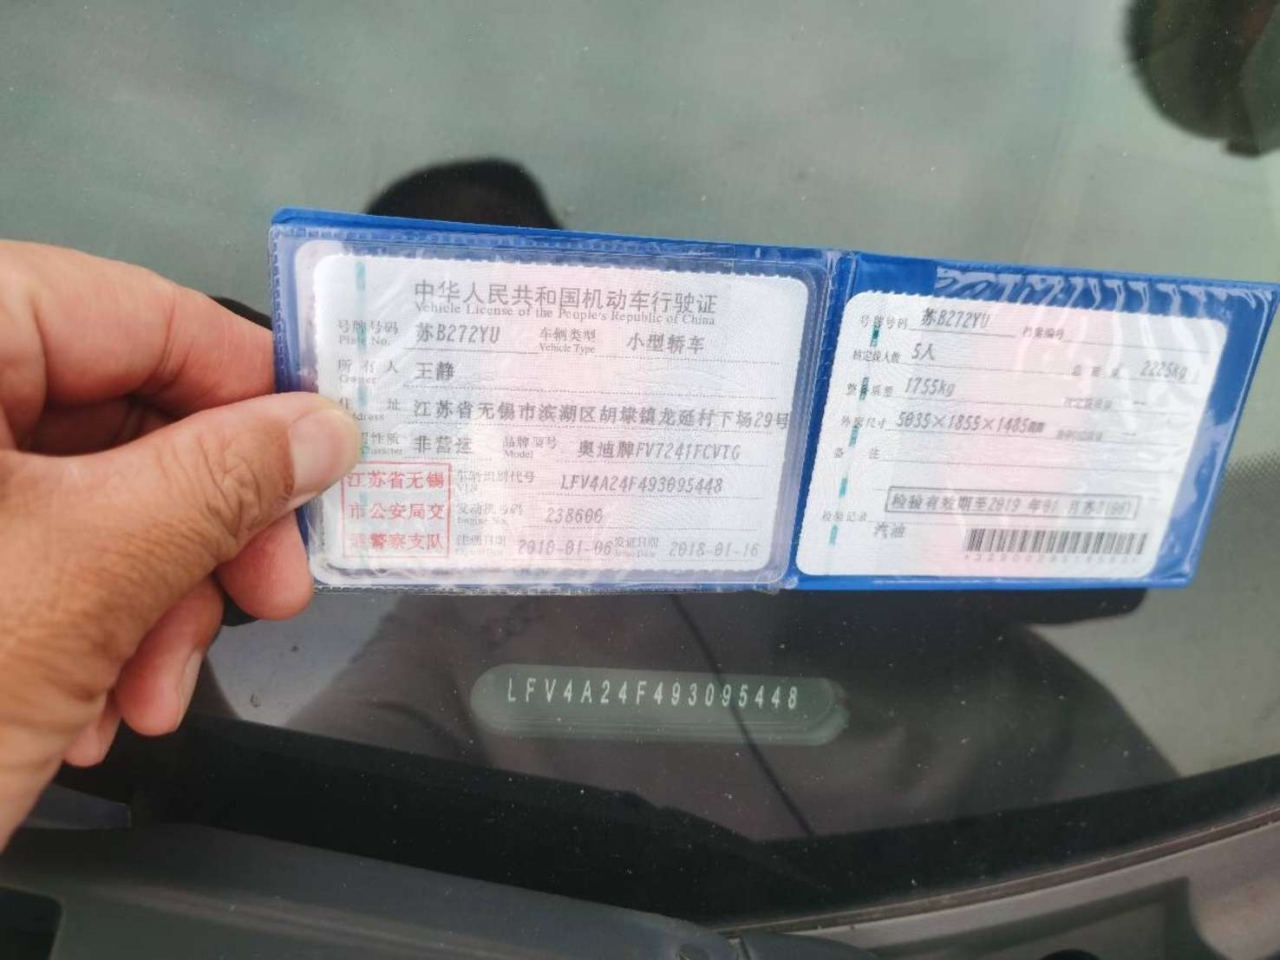 中华人民共和国机动车行驶证
Vehicle License of the People's Republic of China
号牌号码 苏B272YU 车辆类型 小型轿车
Plate No. Vehicle Type
所有人 王静
Owner
住 址 江苏省无锡市滨湖区胡埭镇龙延村下场29号
Address
性质 非营运 品牌型号 奥迪牌FV7241FCVTG
Character Model
江苏省无锡
市公安局交
警察支队
车辆识别代号 LFV4A24F493095448
VIN
发动机号码 238606
Engine No.
注册日期 2010-01-06 发证日期 2018-01-16
Issue Date
号牌号码 苏B272YU 档案编号
核定载人数 5人 总质量 2225kg
整备质量 1755kg
外廓尺寸 5035×1855×1485
备 注
检验有效期至2019年01月
检验记录
汽油
LFV4A24F493095448